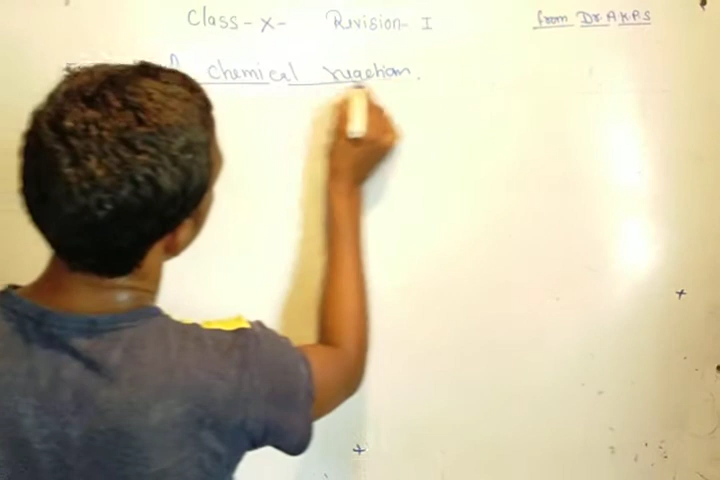 Class - X - Revision - I
from Dr. A.K.P.S
chemical reaction.